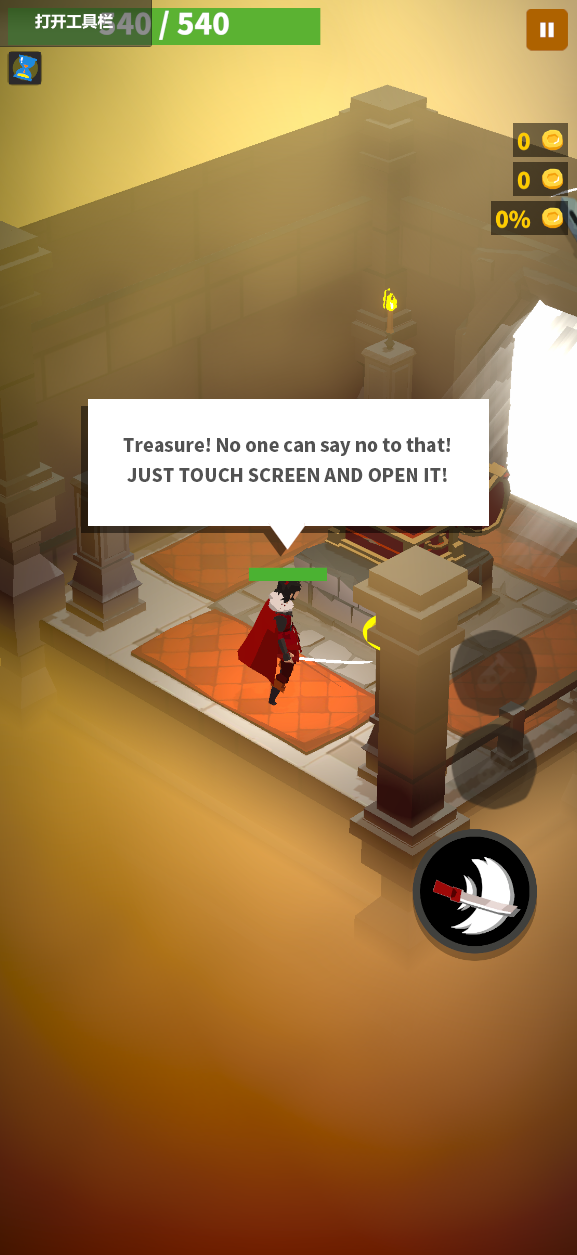 打开工具栏
540 / 540
0
0
0%
Treasure! No one can say no to that!
JUST TOUCH SCREEN AND OPEN IT!